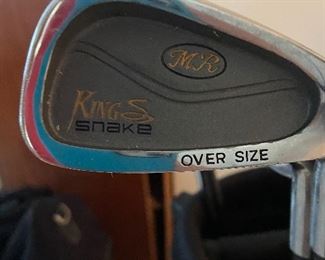 MR
KING S
snake
OVER SIZE